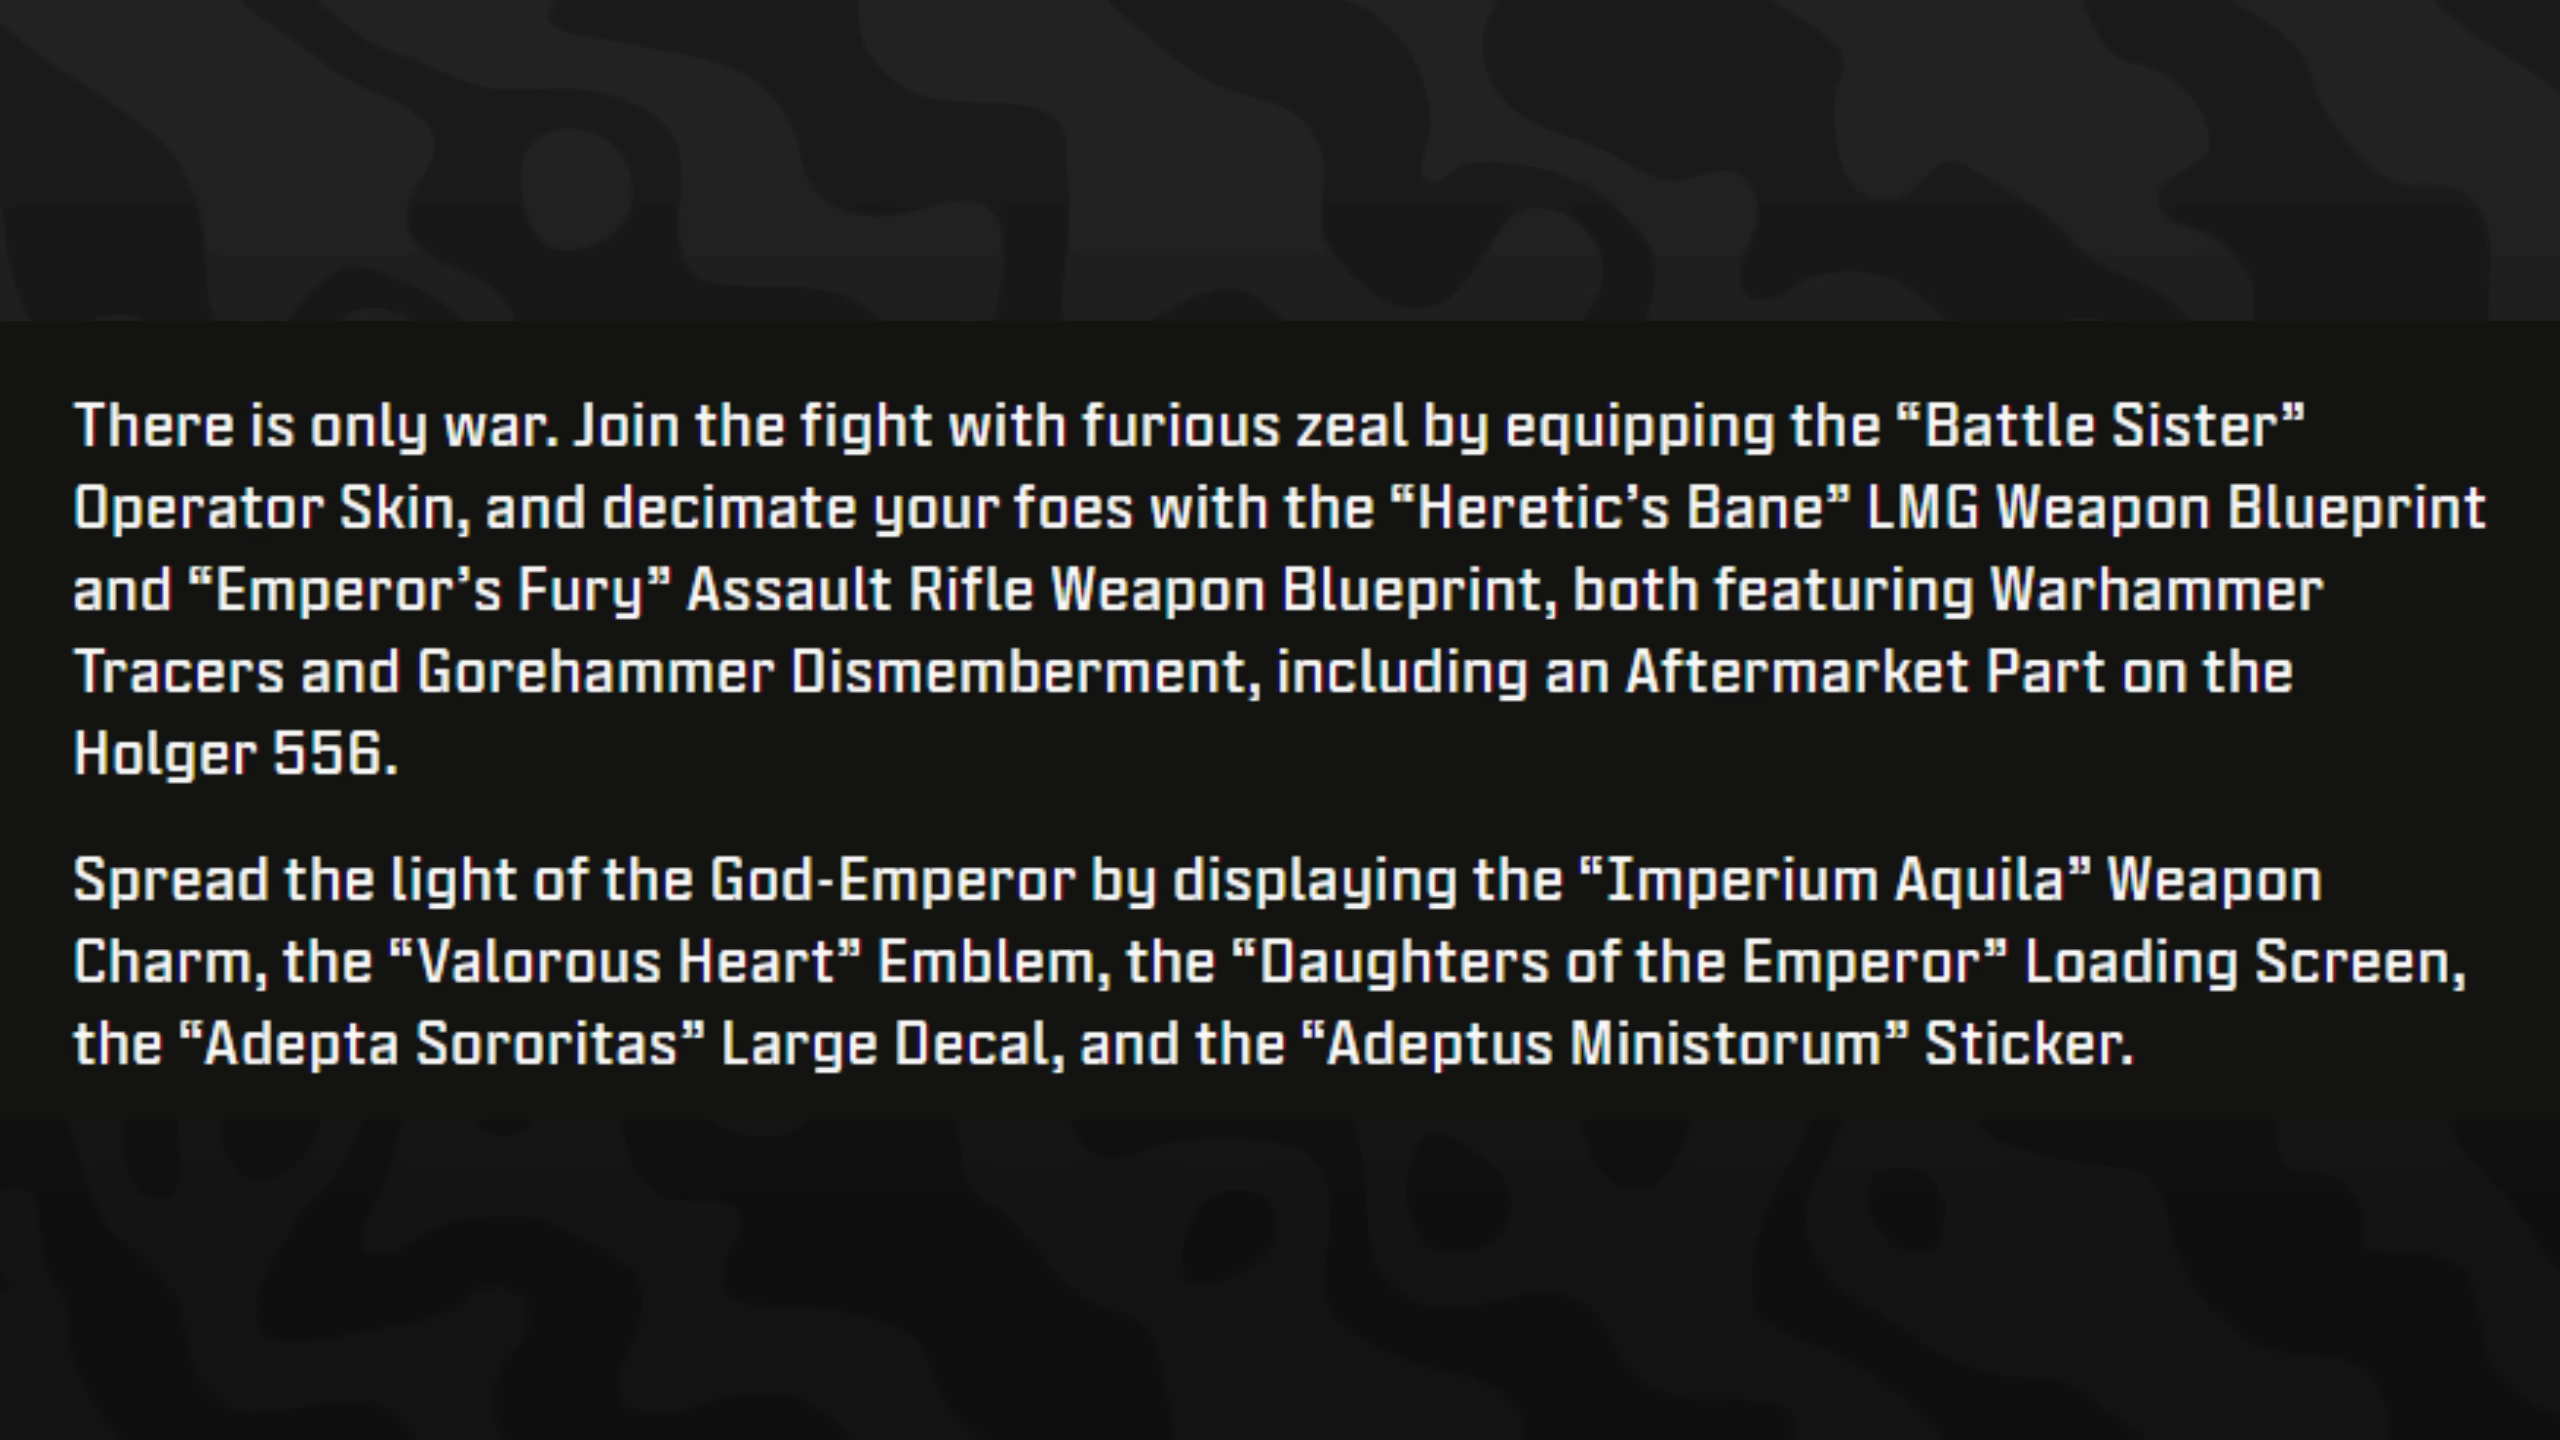 There is only war. Join the fight with furious zeal by equipping the “Battle Sister”
Operator Skin, and decimate your foes with the “Heretic’s Bane” LMG Weapon Blueprint
and “Emperor’s Fury” Assault Rifle Weapon Blueprint, both featuring Warhammer
Tracers and Gorehammer Dismemberment, including an Aftermarket Part on the
Holger 556.
Spread the light of the God-Emperor by displaying the “Imperium Aquila” Weapon
Charm, the “Valorous Heart” Emblem, the “Daughters of the Emperor” Loading Screen,
the “Adepta Sororitas” Large Decal, and the “Adeptus Ministorum” Sticker.